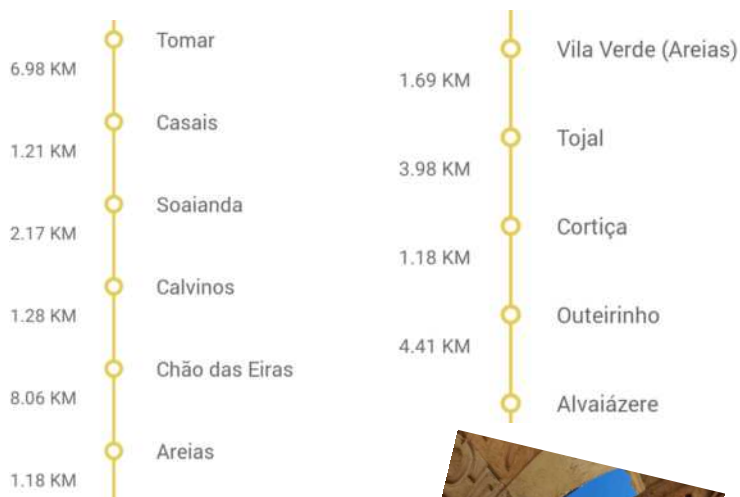 Tomar
6.98 KM
Casais
1.21 KM
Soaianda
2.17 KM
Calvinos
1.28 KM
Chão das Eiras
8.06 KM
Areias
1.18 KM
Vila Verde (Areias)
1.69 KM
Tojal
3.98 KM
Cortiça
1.18 KM
Outeirinho
4.41 KM
Alvaiázere